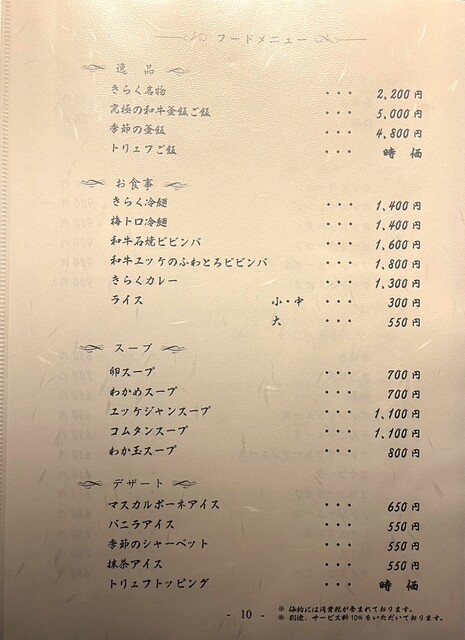 フードメニュー
逸品
きらく名物 ・・・ 2,200円
究極の和牛釜飯ご飯 ・・・ 5,000円
季節の釜飯 ・・・ 4,800円
トリュフご飯 ・・・ 時価
お食事
きらく冷麺 ・・・ 1,400円
梅トロ冷麺 ・・・ 1,400円
和牛石焼ビビンバ ・・・ 1,600円
和牛ユッケのふわとろビビンバ ・・・ 1,800円
きらくカレー ・・・ 1,300円
ライス 小・中 ・・・ 300円
大 ・・・ 550円
スープ
卵スープ ・・・ 700円
わかめスープ ・・・ 700円
ユッケジャンスープ ・・・ 1,100円
コムタンスープ ・・・ 1,100円
わか玉スープ ・・・ 800円
デザート
マスカルポーネアイス ・・・ 650円
バニラアイス ・・・ 550円
季節のシャーベット ・・・ 550円
抹茶アイス ・・・ 550円
トリュフトッピング ・・・ 時価
- 10 -
※ 価格には消費税が含まれております。
※ 別途、サービス料10%をいただいております。